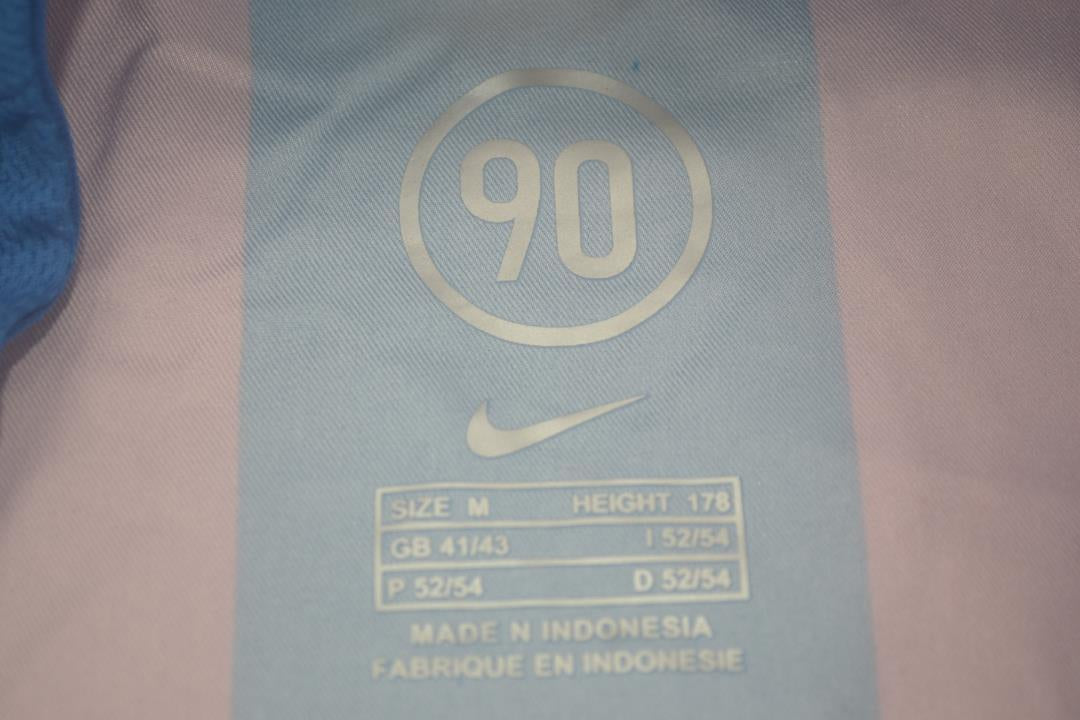 90
SIZE M HEIGHT 178
GB 41/43 I 52/54
P 52/54 D 52/54
MADE N INDONESIA
FABRIQUE EN INDONESIE